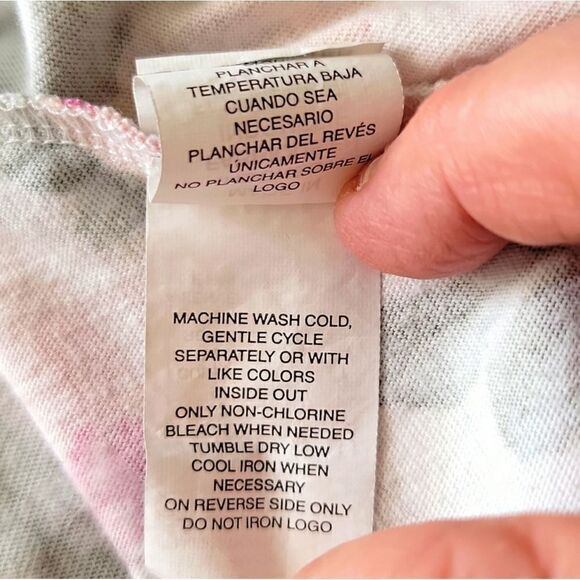 PLANCHAR A
TEMPERATURA BAJA
CUANDO SEA
NECESARIO
PLANCHAR DEL REVÉS
ÚNICAMENTE
NO PLANCHAR SOBRE EL
LOGO
MACHINE WASH COLD,
GENTLE CYCLE
SEPARATELY OR WITH
LIKE COLORS
INSIDE OUT
ONLY NON-CHLORINE
BLEACH WHEN NEEDED
TUMBLE DRY LOW
COOL IRON WHEN
NECESSARY
ON REVERSE SIDE ONLY
DO NOT IRON LOGO